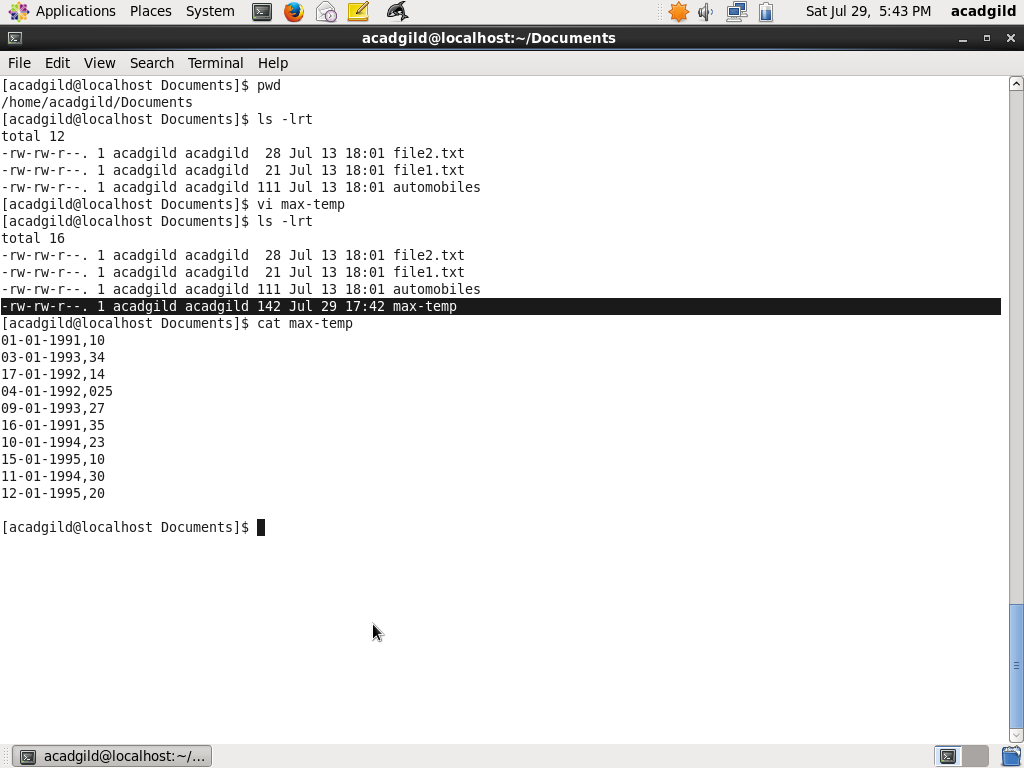 Applications Places System Sat Jul 29, 5:43 PM acadgild
acadgild@localhost:~/Documents
File Edit View Search Terminal Help
[acadgild@localhost Documents]$ pwd
/home/acadgild/Documents
[acadgild@localhost Documents]$ ls -lrt
total 12
-rw-rw-r--. 1 acadgild acadgild  28 Jul 13 18:01 file2.txt
-rw-rw-r--. 1 acadgild acadgild  21 Jul 13 18:01 file1.txt
-rw-rw-r--. 1 acadgild acadgild 111 Jul 13 18:01 automobiles
[acadgild@localhost Documents]$ vi max-temp
[acadgild@localhost Documents]$ ls -lrt
total 16
-rw-rw-r--. 1 acadgild acadgild  28 Jul 13 18:01 file2.txt
-rw-rw-r--. 1 acadgild acadgild  21 Jul 13 18:01 file1.txt
-rw-rw-r--. 1 acadgild acadgild 111 Jul 13 18:01 automobiles
-rw-rw-r--. 1 acadgild acadgild 142 Jul 29 17:42 max-temp
[acadgild@localhost Documents]$ cat max-temp
01-01-1991,10
03-01-1993,34
17-01-1992,14
04-01-1992,025
09-01-1993,27
16-01-1991,35
10-01-1994,23
15-01-1995,10
11-01-1994,30
12-01-1995,20
[acadgild@localhost Documents]$
acadgild@localhost:~/...